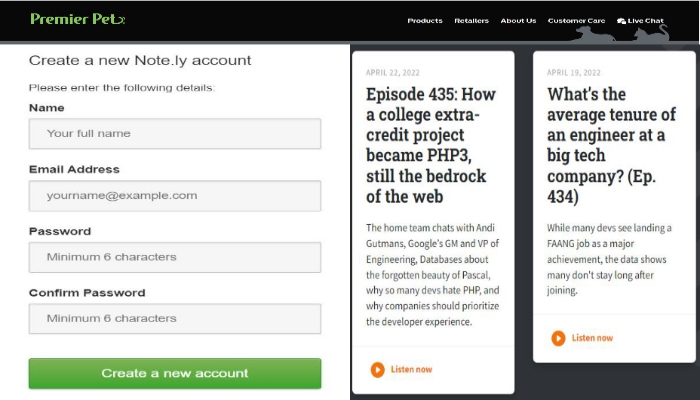 Premier Pet
Products Retailers About Us Customer Care Live Chat
Create a new Note.ly account
Please enter the following details:
Name
Your full name
Email Address
yourname@example.com
Password
Minimum 6 characters
Confirm Password
Minimum 6 characters
Create a new account
APRIL 22, 2022
Episode 435: How
a college extra-
credit project
became PHP3,
still the bedrock
of the web
The home team chats with Andi
Gutmans, Google's GM and VP of
Engineering, Databases about
the forgotten beauty of Pascal,
why so many devs hate PHP, and
why companies should prioritize
the developer experience.
Listen now
APRIL 19, 2022
What's the
average tenure of
an engineer at a
big tech
company? (Ep.
434)
While many devs see landing a
FAANG job as a major
achievement, the data shows
many don't stay long after
joining.
Listen now